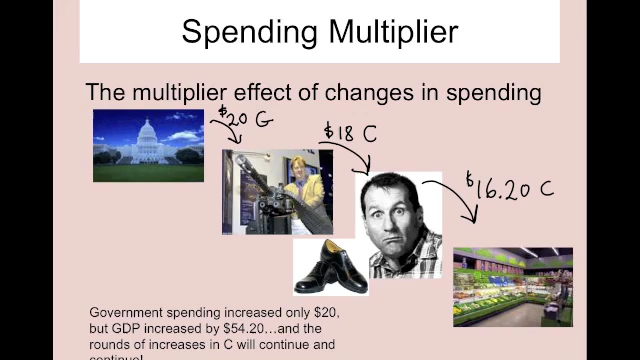 Spending Multiplier
The multiplier effect of changes in spending
$20 G
$18 C
$16.20 C
Government spending increased only $20,
but GDP increased by $54.20…and the
rounds of increases in C will continue and
continue!